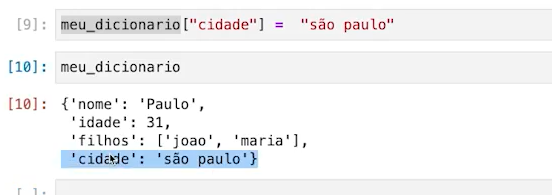 [9]: meu_dicionario["cidade"] = "são paulo"
[10]: meu_dicionario
[10]: {'nome': 'Paulo',
'idade': 31,
'filhos': ['joao', 'maria'],
'cidade': 'são paulo'}
[ ]: